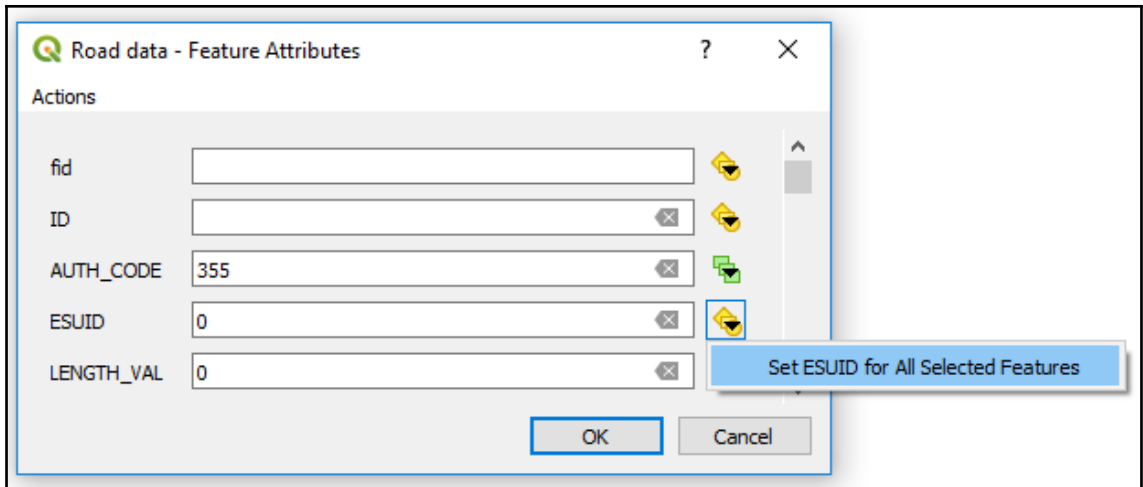 Road data - Feature Attributes ?
Actions
fid
ID
AUTH_CODE 355
ESUID 0
LENGTH_VAL 0
Set ESUID for All Selected Features
OK Cancel